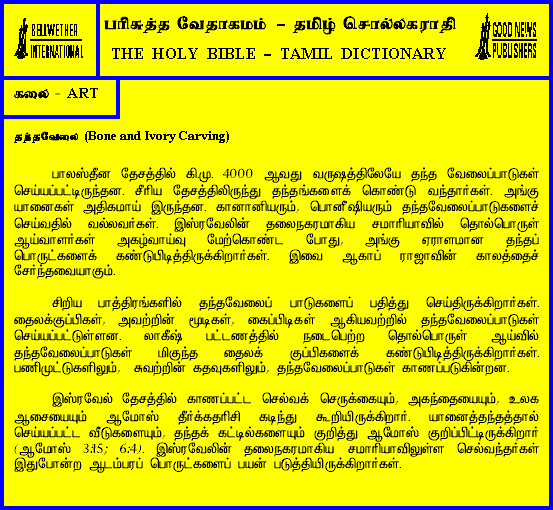 BELLWETHER
INTERNATIONAL
பரிசுத்த வேதாகமம் – தமிழ் சொல்லகராதி
THE HOLY BIBLE – TAMIL DICTIONARY
GOOD NEWS
PUBLISHERS
கலை - ART
தந்தவேலை (Bone and Ivory Carving)
பாலஸ்தீன தேசத்தில் கி.மு. 4000 ஆவது வருஷத்திலேயே தந்த வேலைப்பாடுகள்
செய்யப்பட்டிருந்தன. சீரிய தேசத்திலிருந்து தந்தங்களைக் கொண்டு வந்தார்கள். அங்கு
யானைகள் அதிகமாய் இருந்தன. கானானியரும், பொனீஷியரும் தந்தவேலைப்பாடுகளைச்
செய்வதில் வல்லவர்கள். இஸ்ரவேலின் தலைநகரமாகிய சமாரியாவில் தொல்பொருள்
ஆய்வாளர்கள் அகழ்வாய்வு மேற்கொண்ட போது, அங்கு ஏராளமான தந்தப்
பொருட்களைக் கண்டுபிடித்திருக்கிறார்கள். இவை ஆகாப் ராஜாவின் காலத்தைச்
சேர்ந்தவையாகும்.
சிறிய பாத்திரங்களில் தந்தவேலைப் பாடுகளைப் பதித்து செய்திருக்கிறார்கள்.
தைலக்குப்பிகள், அவற்றின் மூடிகள், கைப்பிடிகள் ஆகியவற்றில் தந்தவேலைப்பாடுகள்
செய்யப்பட்டுள்ளன. லாகீஷ் பட்டணத்தில் நடைபெற்ற தொல்பொருள் ஆய்வில்
தந்தவேலைப்பாடுகள் மிகுந்த தைலக் குப்பிகளைக் கண்டுபிடித்திருக்கிறார்கள்.
பணிமுட்டுகளிலும், சுவற்றின் கதவுகளிலும், தந்தவேலைப்பாடுகள் காணப்படுகின்றன.
இஸ்ரவேல் தேசத்தில் காணப்பட்ட செல்வச் செருக்கையும், அகந்தையையும், உலக
ஆசையையும் ஆமோஸ் தீர்க்கதரிசி கடிந்து கூறியிருக்கிறார். யானைத்தந்தத்தால்
செய்யப்பட்ட வீடுகளையும், தந்தக் கட்டில்களையும் குறித்து ஆமோஸ் குறிப்பிட்டிருக்கிறார்
(ஆமோஸ் 3:15; 6:4). இஸ்ரவேலின் தலைநகரமாகிய சமாரியாவிலுள்ள செல்வந்தர்கள்
இதுபோன்ற ஆடம்பரப் பொருட்களைப் பயன் படுத்தியிருக்கிறார்கள்.